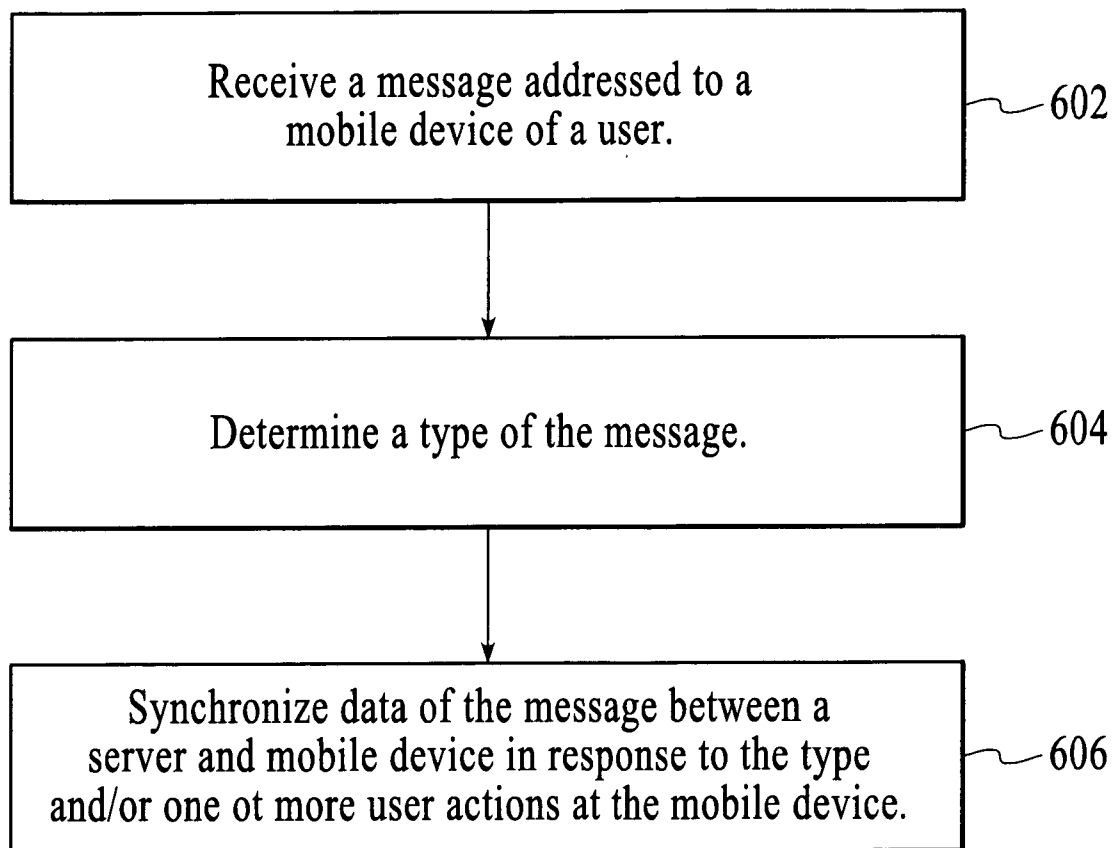 Receive a message addressed to a
mobile device of a user.
602
Determine a type of the message.
604
Synchronize data of the message between a
server and mobile device in response to the type
and/or one ot more user actions at the mobile device.
606